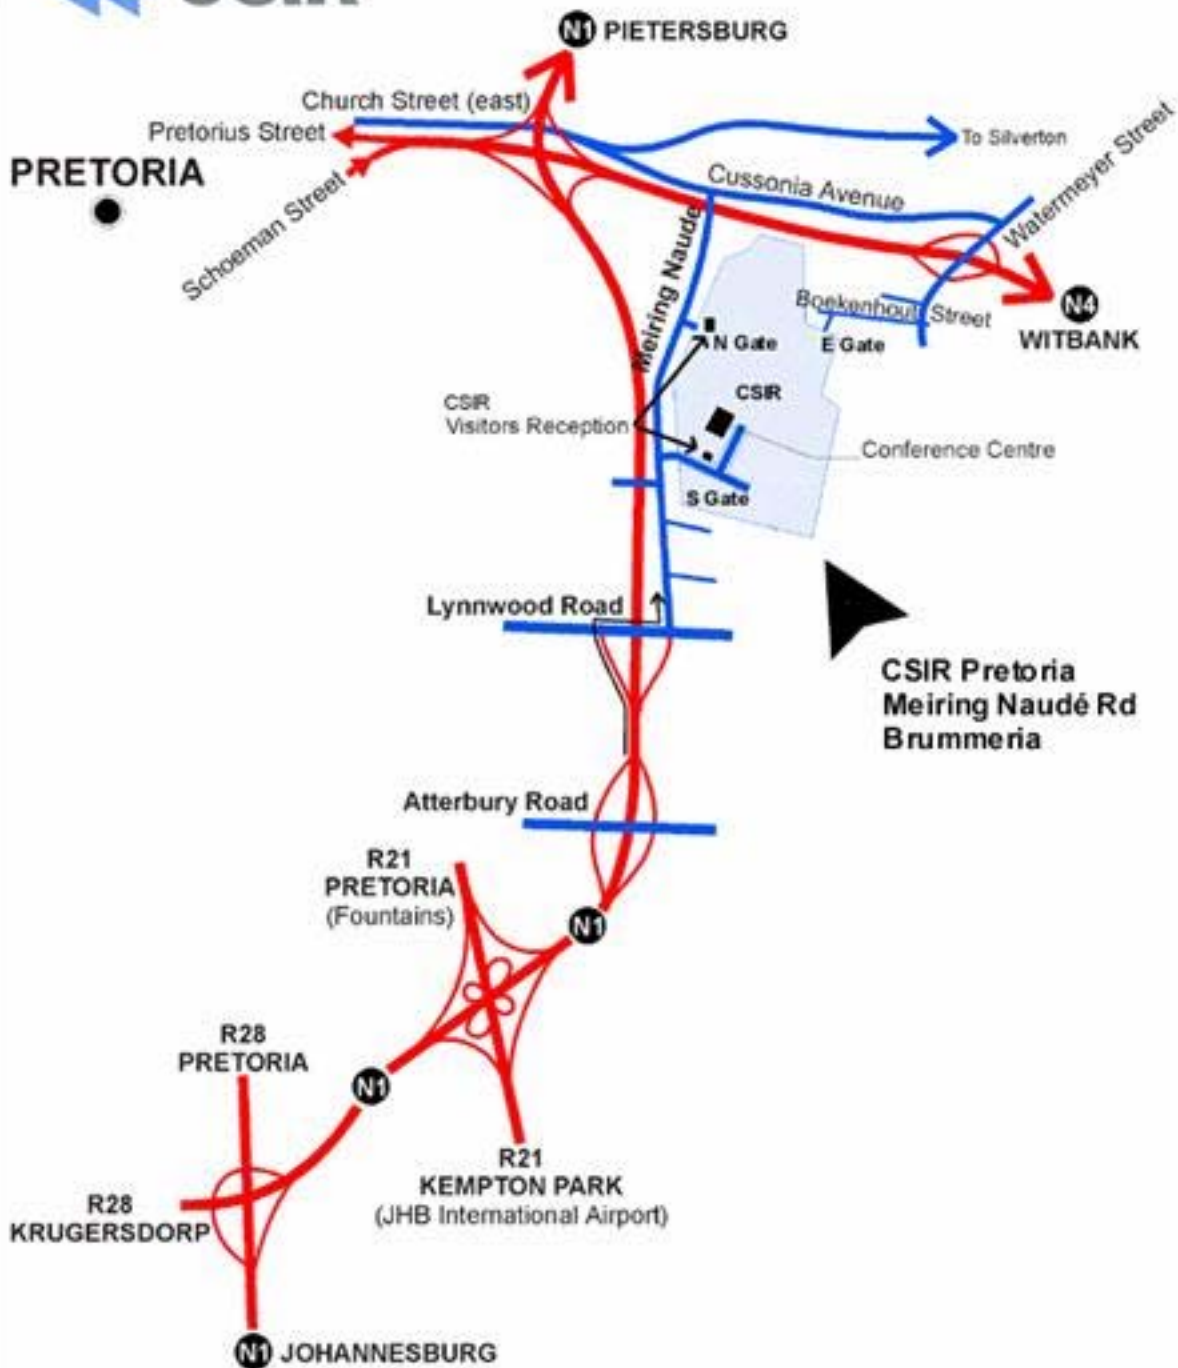 CSIR
N1 PIETERSBURG
Church Street (east)
Pretorius Street
To Silverton
PRETORIA
Schoeman Street
Cussonia Avenue
Watermeyer Street
Meiring Naude
Boekenhout Street
N4
WITBANK
N Gate
E Gate
CSIR
CSIR
Visitors Reception
Conference Centre
S Gate
Lynnwood Road
CSIR Pretoria
Meiring Naudé Rd
Brummeria
Atterbury Road
R21
PRETORIA
(Fountains)
N1
R28
PRETORIA
N1
R21
KEMPTON PARK
(JHB International Airport)
R28
KRUGERSDORP
N1 JOHANNESBURG